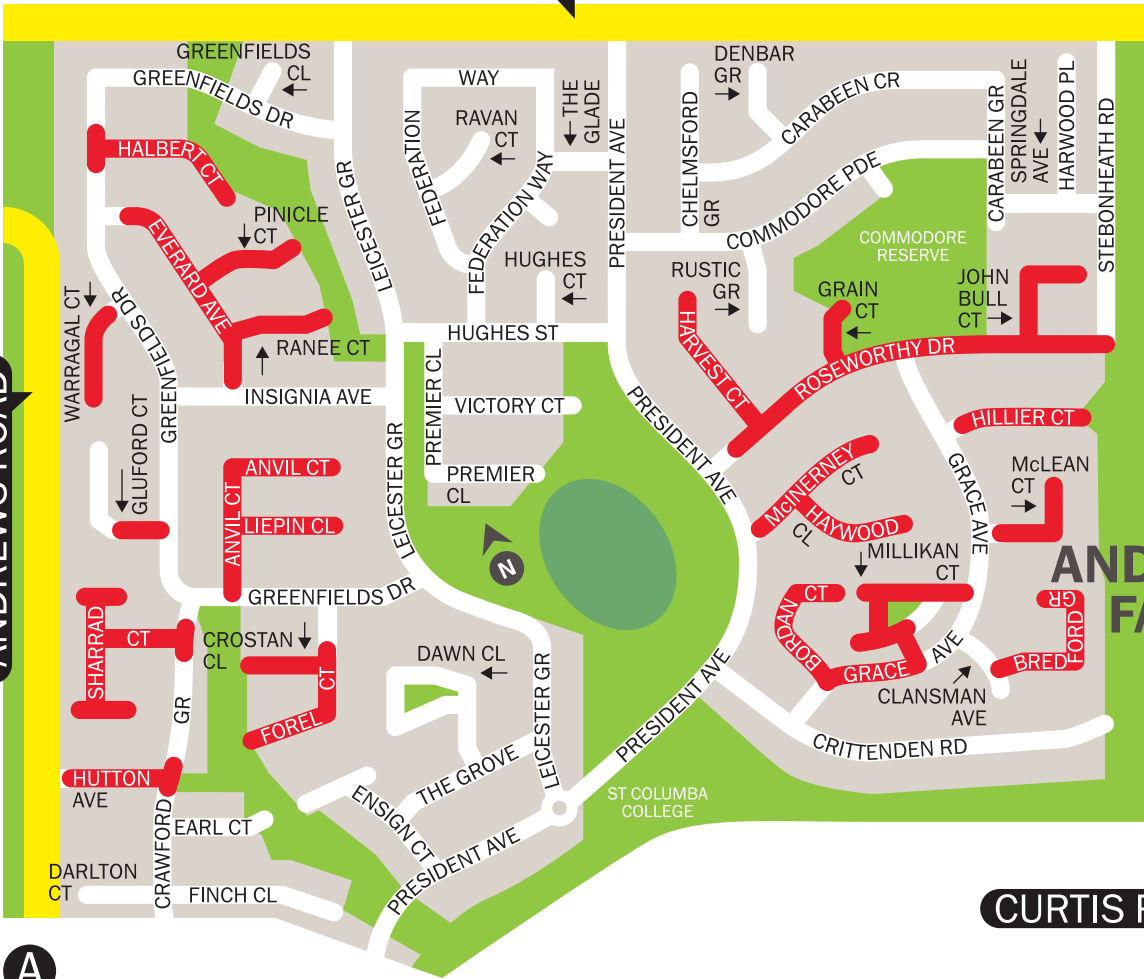 GREENFIELDS
CL
GREENFIELDS DR
HALBERT CT
PINICLE
CT
EVERARD AVE
WARRAGAL CT
GREENFIELDS DR
RANEE CT
INSIGNIA AVE
GREENFIELDS DR
GLUFORD CT
ANVIL CT
ANVIL CT
LIEPIN CL
GREENFIELDS DR
LEICESTER GR
LEICESTER GR
LEICESTER GR
WAY
FEDERATION
RAVAN
CT
THE
GLADE
FEDERATION WAY
HUGHES
CT
HUGHES ST
PREMIER CL
VICTORY CT
PREMIER
CL
N
PRESIDENT AVE
PRESIDENT AVE
PRESIDENT AVE
PRESIDENT AVE
DENBAR
GR
CHELMSFORD
GR
CARABEEN CR
COMMODORE PDE
CARABEEN GR
SPRINGDALE
AVE
HARWOOD PL
STEBONHEATH RD
COMMODORE
RESERVE
RUSTIC
GR
GRAIN
CT
JOHN
BULL
CT
HARVEST CT
ROSEWORTHY DR
HILLIER CT
GRACE AVE
McLEAN
CT
McINERNEY
CT
HAYWOOD
CL
MILLIKAN
CT
AND
FA
BORDAN
CT
GRACE
AVE
CLANSMAN
AVE
BRED
FORD
GR
CRITTENDEN RD
SHARRAD
CT
CROSTAN
CL
CT
FOREL
DAWN CL
GR
HUTTON
AVE
CRAWFORD
EARL CT
DARLTON
CT
FINCH CL
ENSIGN CT
THE GROVE
ST COLUMBA
COLLEGE
ANDREWS ROAD
CURTIS R
A